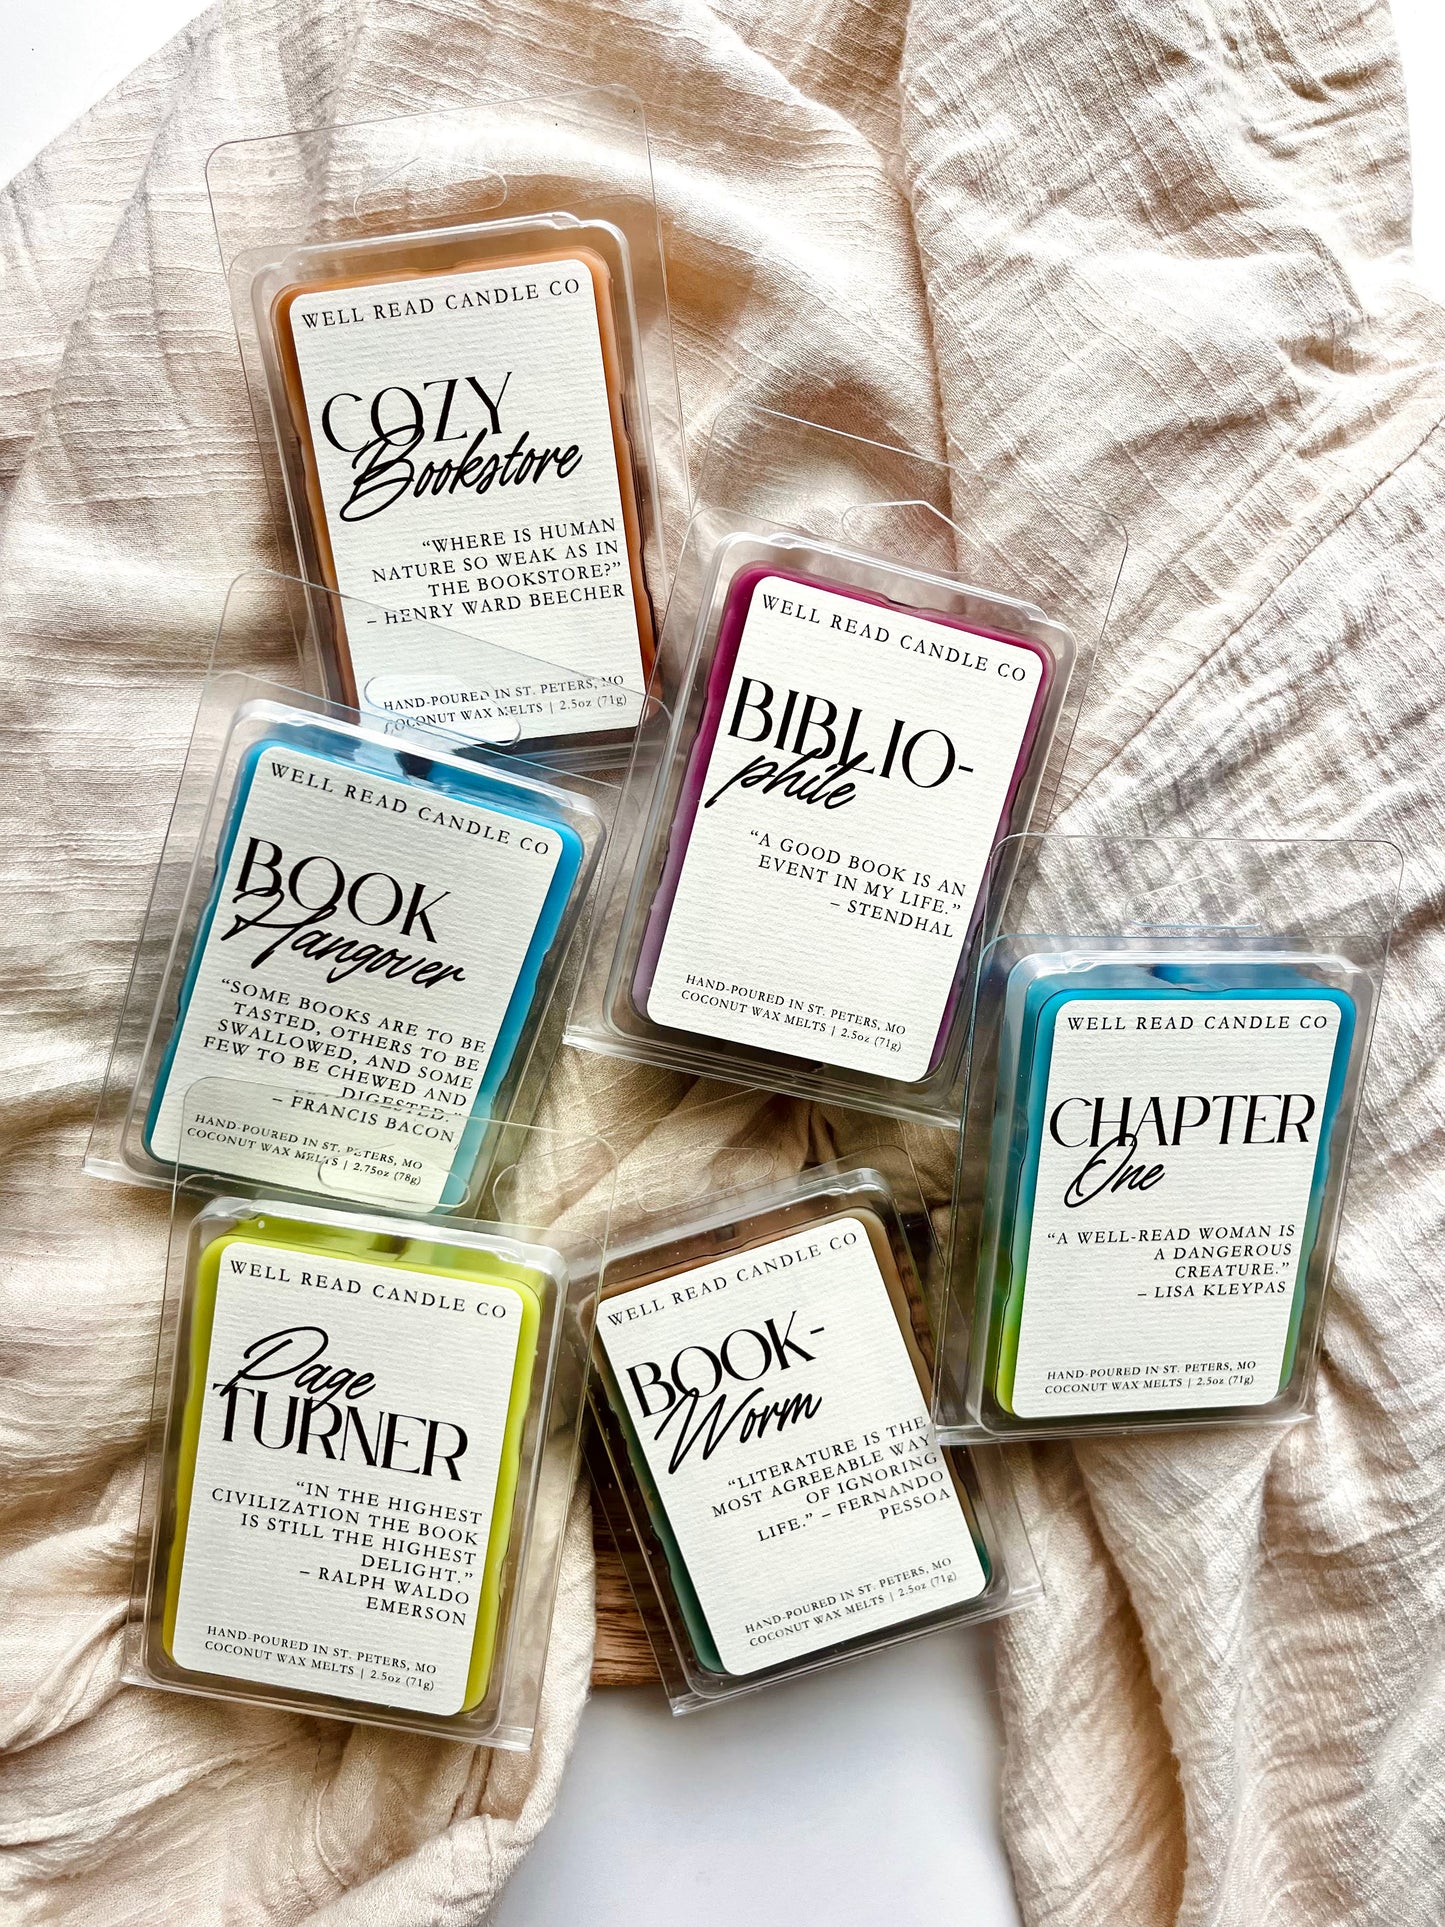 WELL READ CANDLE CO
COZY
Bookstore
“WHERE IS HUMAN
NATURE SO WEAK AS IN
THE BOOKSTORE?”
– HENRY WARD BEECHER
HAND-POURED IN ST. PETERS, MO
COCONUT WAX MELTS | 2.5oz (71g)
WELL READ CANDLE CO
BIBLIO-
phile
“A GOOD BOOK IS AN
EVENT IN MY LIFE.”
– STENDHAL
HAND-POURED IN ST. PETERS, MO
COCONUT WAX MELTS | 2.5oz (71g)
WELL READ CANDLE CO
BOOK
Hangover
“SOME BOOKS ARE TO BE
TASTED, OTHERS TO BE
SWALLOWED, AND SOME
FEW TO BE CHEWED AND
DIGESTED.”
– FRANCIS BACON
HAND-POURED IN ST. PETERS, MO
COCONUT WAX MELTS | 2.75oz (78g)
WELL READ CANDLE CO
CHAPTER
One
“A WELL-READ WOMAN IS
A DANGEROUS
CREATURE.”
– LISA KLEYPAS
HAND-POURED IN ST. PETERS, MO
COCONUT WAX MELTS | 2.5oz (71g)
WELL READ CANDLE CO
Page
TURNER
“IN THE HIGHEST
CIVILIZATION THE BOOK
IS STILL THE HIGHEST
DELIGHT.”
– RALPH WALDO
EMERSON
HAND-POURED IN ST. PETERS, MO
COCONUT WAX MELTS | 2.5oz (71g)
WELL READ CANDLE CO
BOOK-
Worm
“LITERATURE IS THE
MOST AGREEABLE WAY
OF IGNORING
LIFE.” – FERNANDO
PESSOA
HAND-POURED IN ST. PETERS, MO
COCONUT WAX MELTS | 2.5oz (71g)